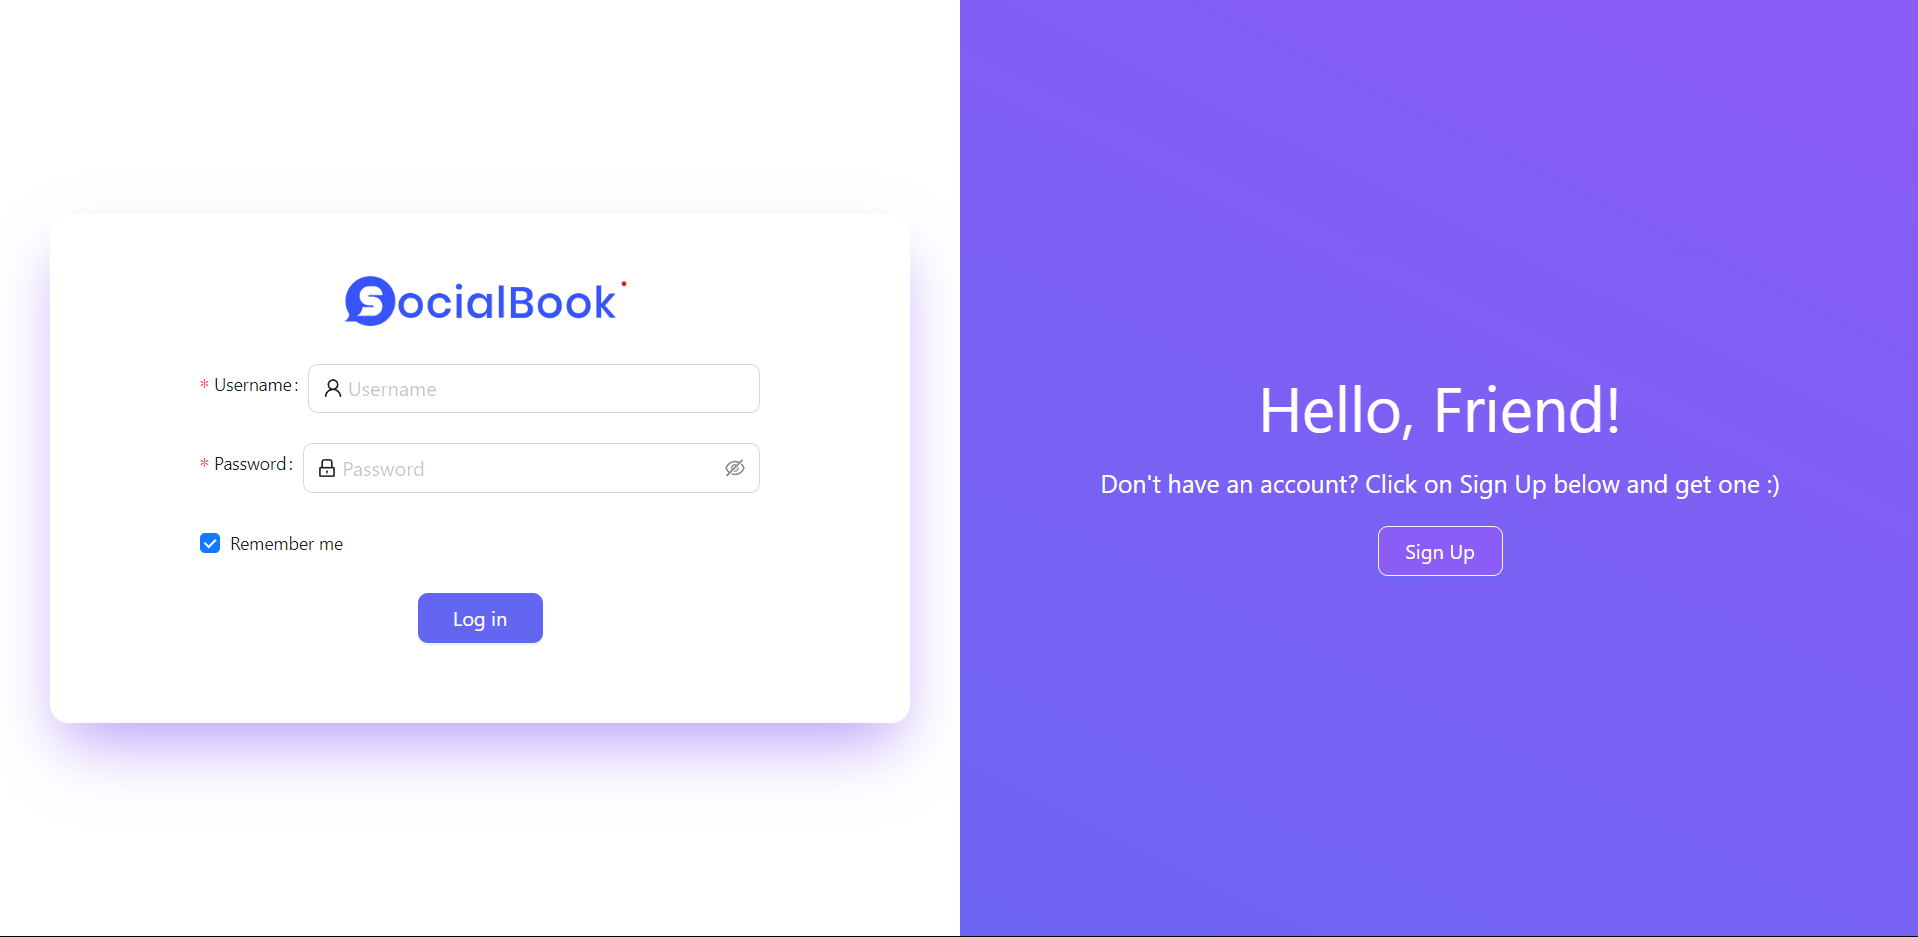 SocialBook
* Username:
Username
* Password:
Password
Remember me
Log in
Hello, Friend!
Don't have an account? Click on Sign Up below and get one :)
Sign Up